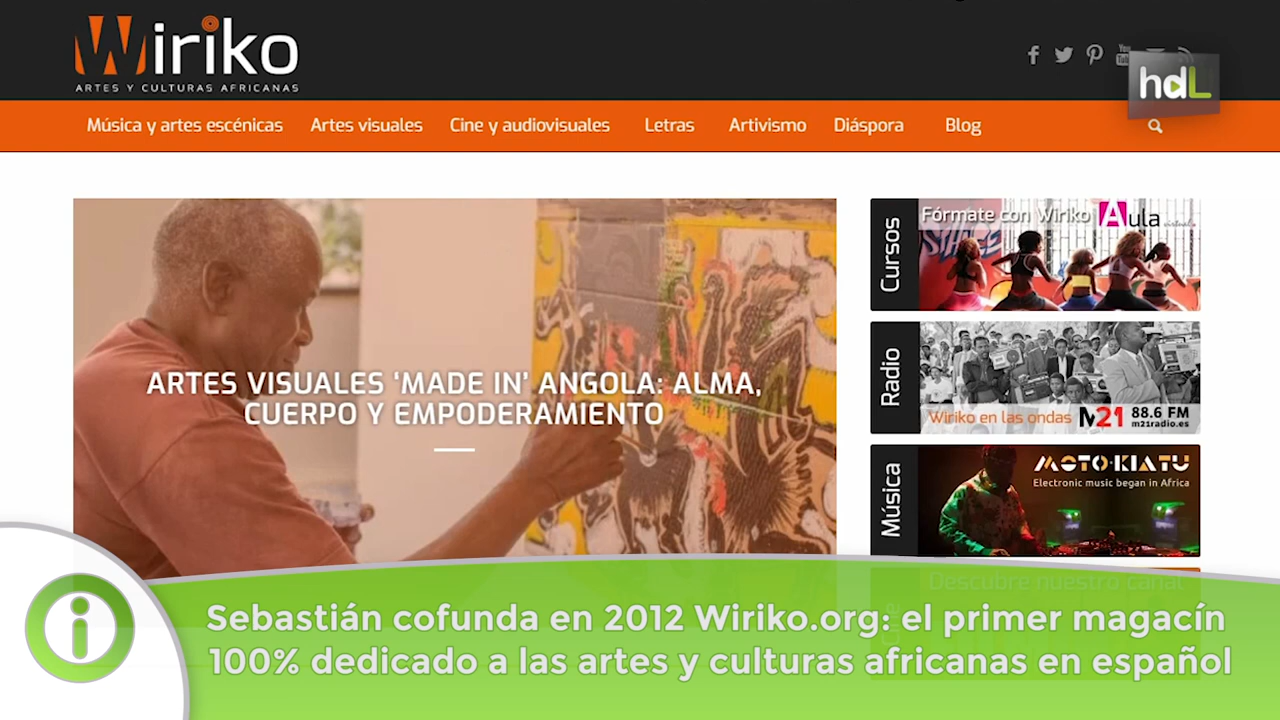 Wiriko
ARTES Y CULTURAS AFRICANAS
You
hdL
Música y artes escénicas
Artes visuales
Cine y audiovisuales
Letras
Artivismo
Diáspora
Blog
ARTES VISUALES ‘MADE IN’ ANGOLA: ALMA,
CUERPO Y EMPODERAMIENTO
Cursos
Fórmate con Wiriko
Aula
virtual
Radio
Wiriko en las ondas
M21
88.6 FM
m21radio.es
Música
MOTO·KIATU
Electronic music began in Africa
Descubre nuestro canal
Sebastián cofunda en 2012 Wiriko.org: el primer magacín
100% dedicado a las artes y culturas africanas en español